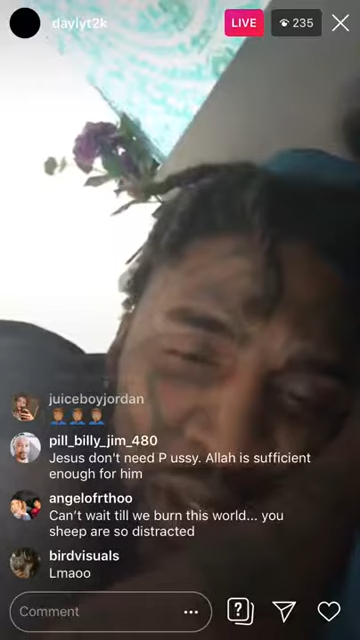 daylyt2k
LIVE
235
juiceboyjordan
🤦🏾‍♂️🤦🏾‍♂️🤦🏾‍♂️
pill_billy_jim_480
Jesus don't need P ussy. Allah is sufficient
enough for him
angelofrthoo
Can't wait till we burn this world... you
sheep are so distracted
birdvisuals
Lmaoo
Comment